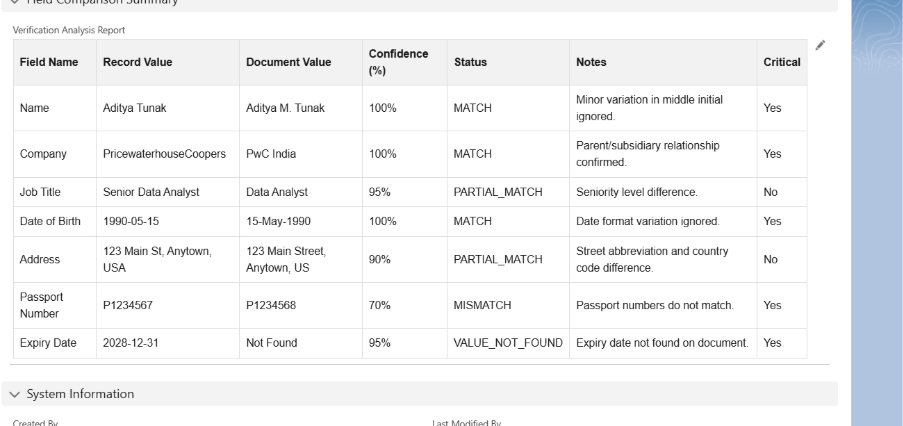 Field Comparison Summary
Verification Analysis Report
Field Name Record Value Document Value Confidence (%) Status Notes Critical
Name Aditya Tunak Aditya M. Tunak 100% MATCH Minor variation in middle initial ignored. Yes
Company PricewaterhouseCoopers PwC India 100% MATCH Parent/subsidiary relationship confirmed. Yes
Job Title Senior Data Analyst Data Analyst 95% PARTIAL_MATCH Seniority level difference. No
Date of Birth 1990-05-15 15-May-1990 100% MATCH Date format variation ignored. Yes
Address 123 Main St, Anytown, USA 123 Main Street, Anytown, US 90% PARTIAL_MATCH Street abbreviation and country code difference. No
Passport Number P1234567 P1234568 70% MISMATCH Passport numbers do not match. Yes
Expiry Date 2028-12-31 Not Found 95% VALUE_NOT_FOUND Expiry date not found on document. Yes
System Information
Created By Last Modified By